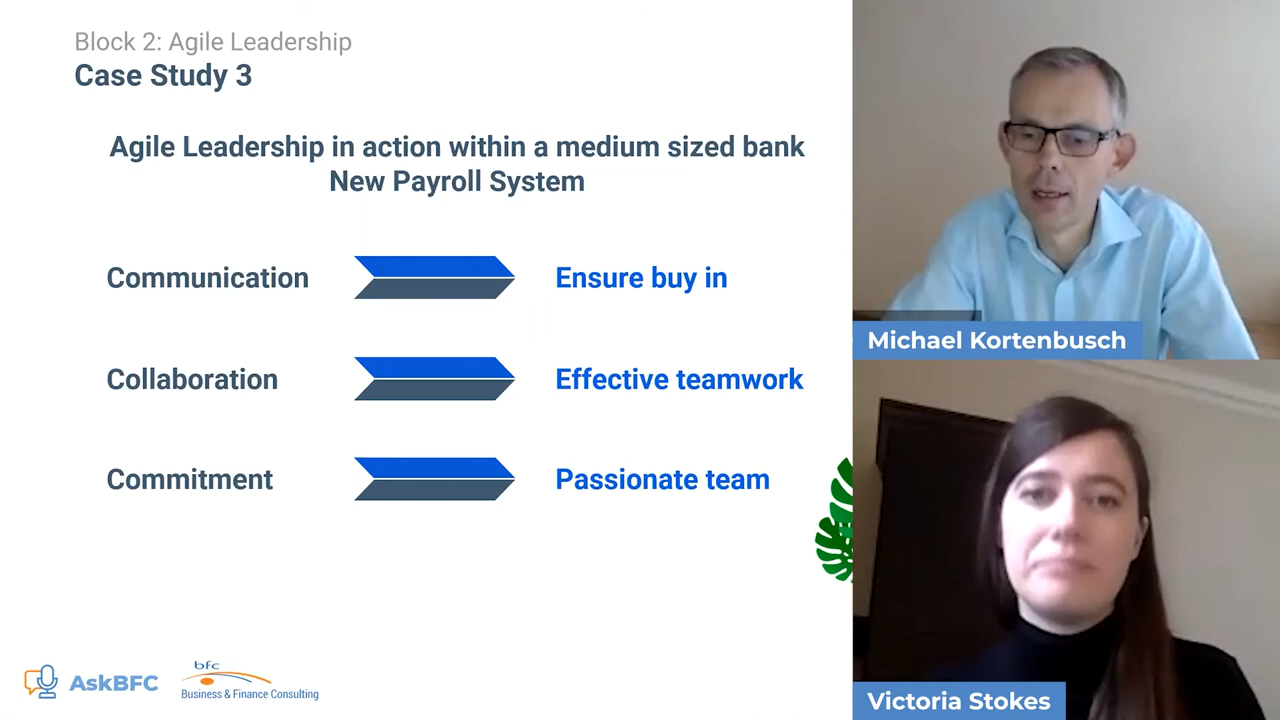 Block 2: Agile Leadership
Case Study 3
Agile Leadership in action within a medium sized bank
New Payroll System
Communication
Ensure buy in
Collaboration
Effective teamwork
Commitment
Passionate team
AskBFC
bfc
Business & Finance Consulting
Michael Kortenbusch
Victoria Stokes